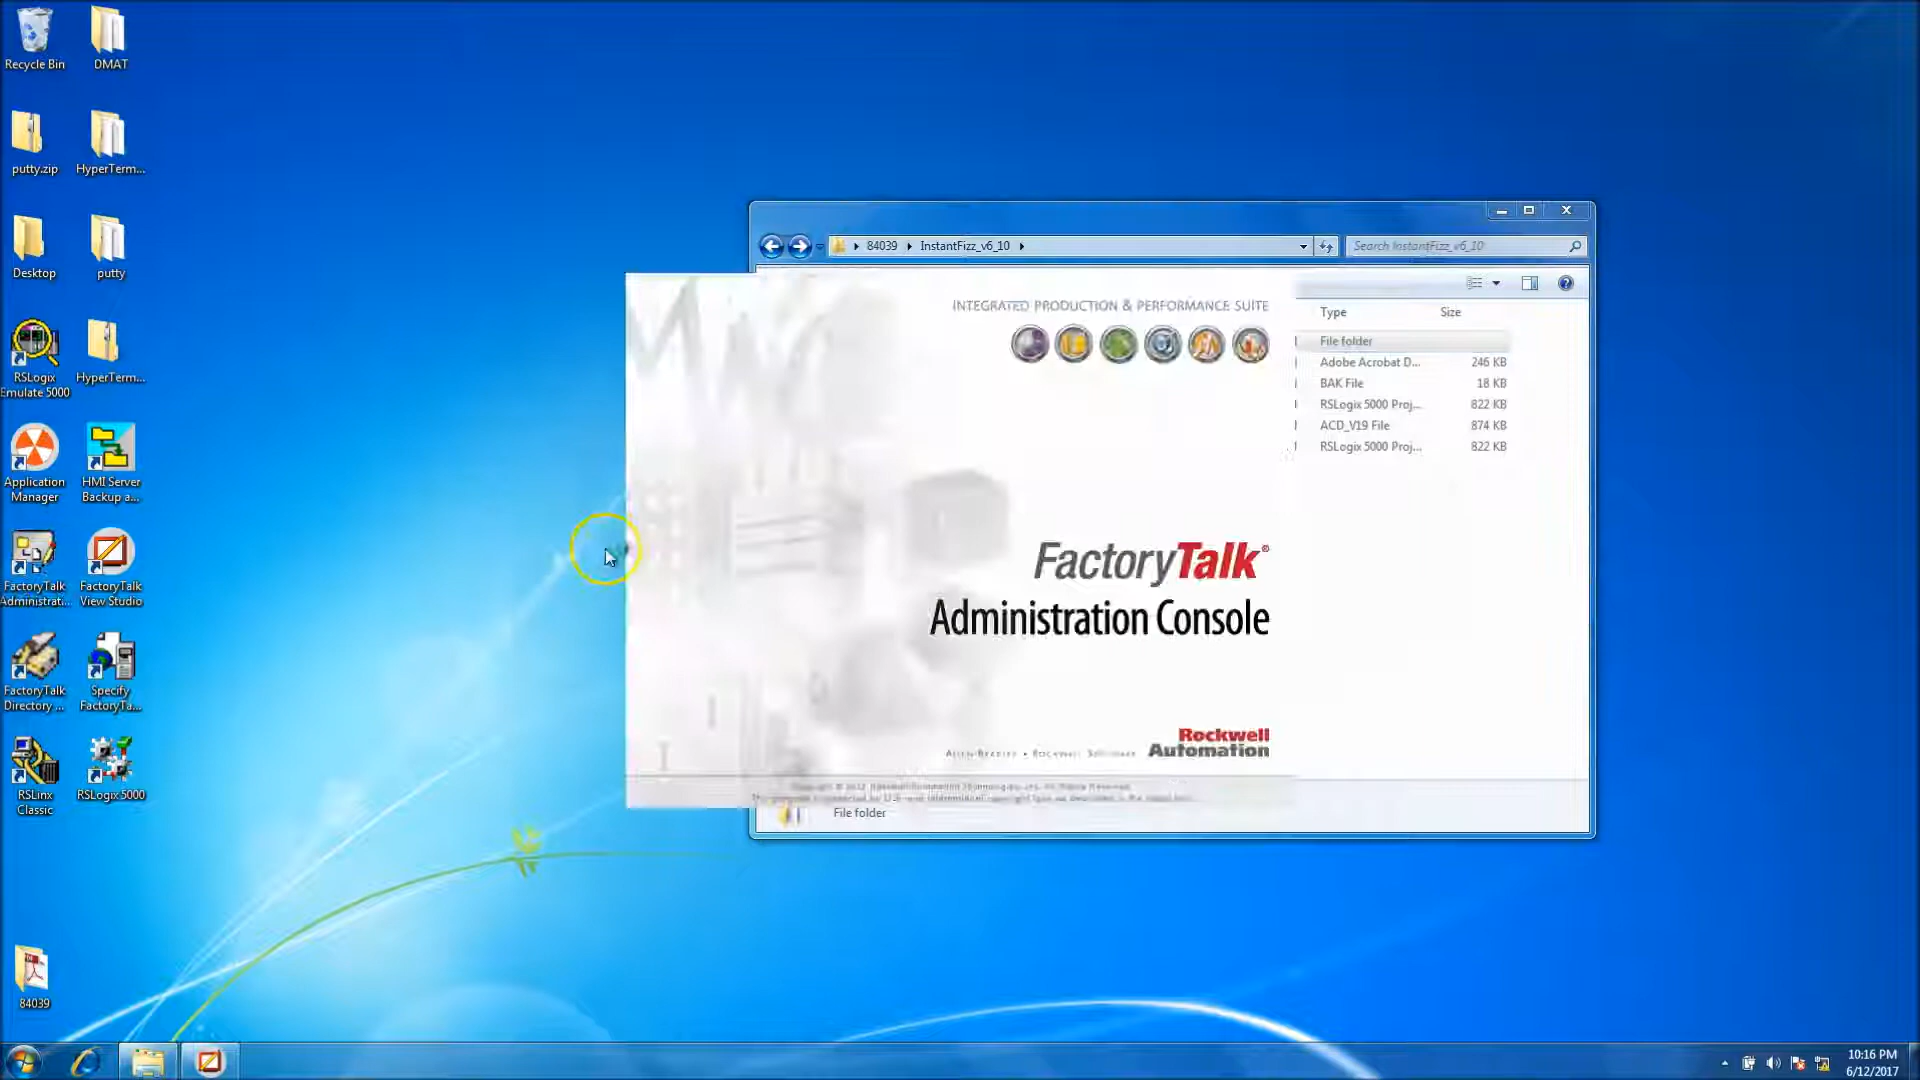 Recycle Bin
DMAT
putty.zip
HyperTerm...
Desktop
putty
RSLogix
Emulate 5000
HyperTerm...
Application
Manager
HMI Server
Backup a...
FactoryTalk
Administrat...
FactoryTalk
View Studio
FactoryTalk
Directory ...
Specify
FactoryTa...
RSLinx
Classic
RSLogix 5000
84039
84039 InstantFizz_v6_10
Search InstantFizz_v6_10
INTEGRATED PRODUCTION & PERFORMANCE SUITE
Type Size
File folder
Adobe Acrobat D... 246 KB
BAK File 18 KB
RSLogix 5000 Proj... 822 KB
ACD_V19 File 874 KB
RSLogix 5000 Proj... 822 KB
FactoryTalk®
Administration Console
Rockwell
Automation
ALLEN-BRADLEY • ROCKWELL SOFTWARE
File folder
10:16 PM
6/12/2017